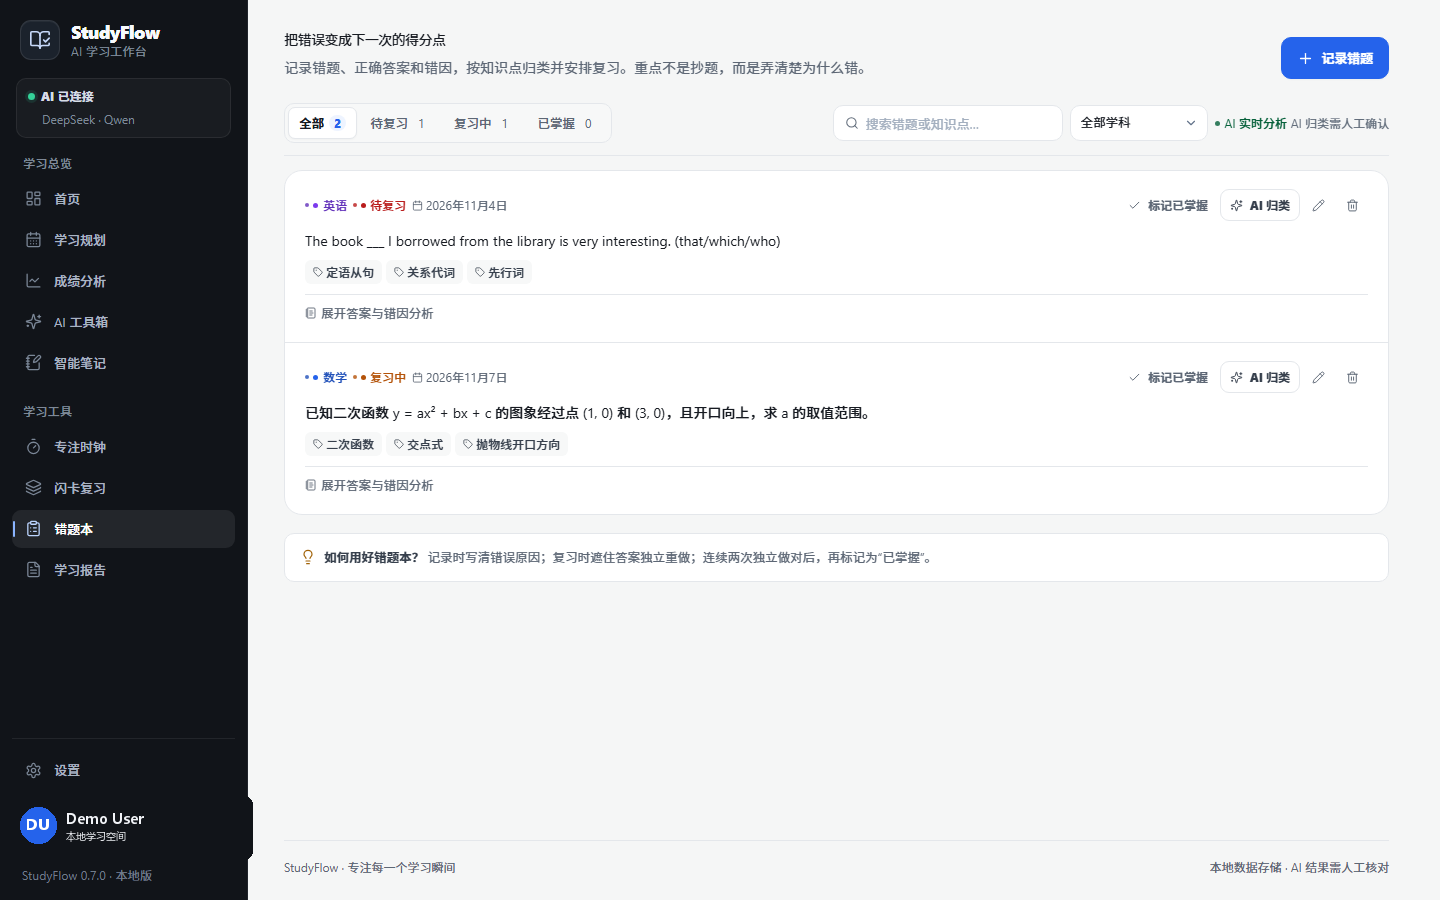 StudyFlow
AI 学习工作台
AI 已连接
DeepSeek · Qwen
学习总览
首页
学习规划
成绩分析
AI 工具箱
智能笔记
学习工具
专注时钟
闪卡复习
错题本
学习报告
设置
DU
Demo User
本地学习空间
StudyFlow 0.7.0 · 本地版
把错误变成下一次的得分点
记录错题、正确答案和错因，按知识点归类并安排复习。重点不是抄题，而是弄清楚为什么错。
记录错题
全部 2 待复习 1 复习中 1 已掌握 0
搜索错题或知识点...
全部学科
AI 实时分析 AI 归类需人工确认
英语 待复习 2026年11月4日
标记已掌握 AI 归类
The book ___ I borrowed from the library is very interesting. (that/which/who)
定语从句 关系代词 先行词
展开答案与错因分析
数学 复习中 2026年11月7日
标记已掌握 AI 归类
已知二次函数 y = ax² + bx + c 的图象经过点 (1, 0) 和 (3, 0)，且开口向上，求 a 的取值范围。
二次函数 交点式 抛物线开口方向
展开答案与错因分析
如何用好错题本？ 记录时写清错误原因；复习时遮住答案独立重做；连续两次独立做对后，再标记为“已掌握”。
StudyFlow · 专注每一个学习瞬间
本地数据存储 · AI 结果需人工核对